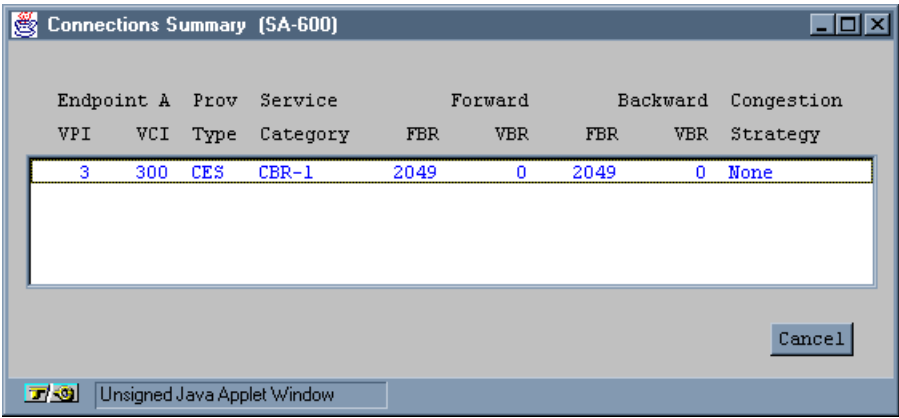 Connections Summary (SA-600)
Endpoint A Prov Service Forward Backward Congestion
VPI VCI Type Category FBR VBR FBR VBR Strategy
3 300 CES CBR-1 2049 0 2049 0 None
Cancel
Unsigned Java Applet Window